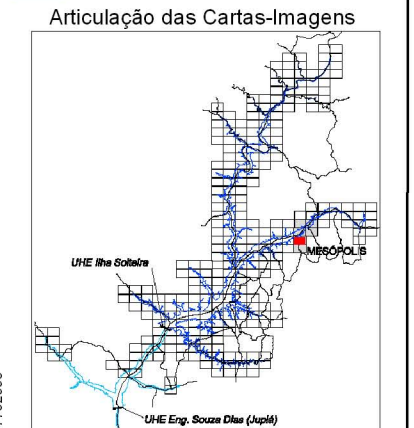 Articulação das Cartas-Imagens
MESÓPOLIS
UHE Ilha Solteira
UHE Eng. Souza Dias (Jupiá)